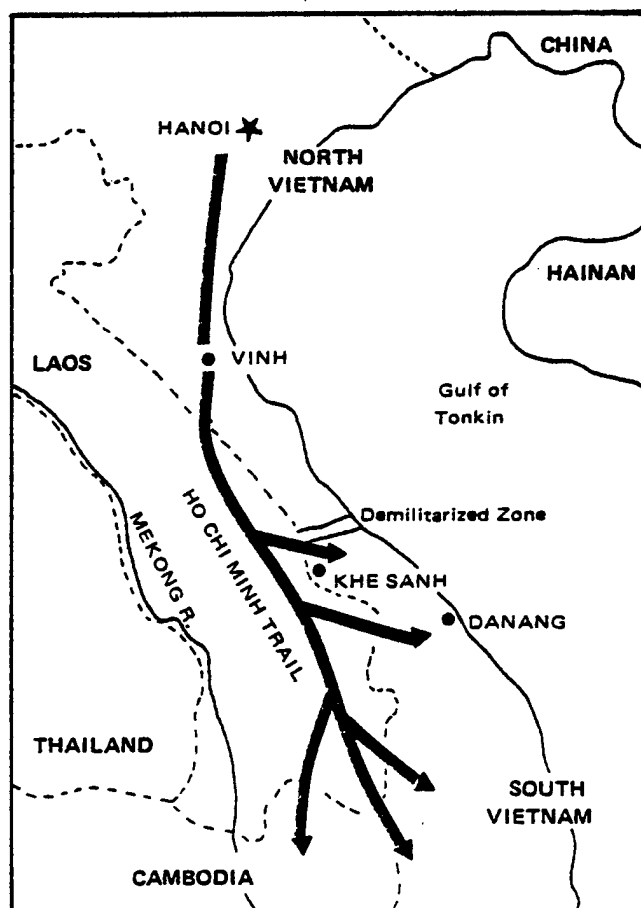 CHINA
HANOI
NORTH
VIETNAM
HAINAN
VINH
LAOS
Gulf of
Tonkin
HO CHI MINH TRAIL
MEKONG R.
Demilitarized Zone
KHE SANH
DANANG
THAILAND
SOUTH
VIETNAM
CAMBODIA